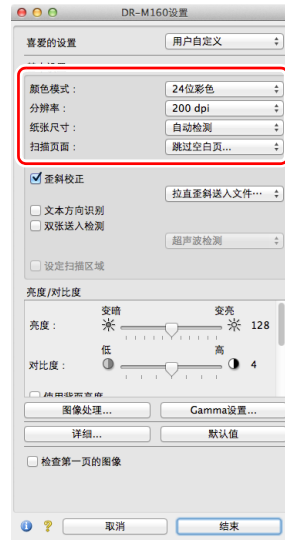 DR-M160设置
喜爱的设置 用户自定义
颜色模式： 24位彩色
分辨率： 200 dpi
纸张尺寸： 自动检测
扫描页面： 跳过空白页...
歪斜校正
拉直歪斜送入文件…
文本方向识别
双张送入检测
超声波检测
设定扫描区域
亮度/对比度
变暗 变亮
亮度： 128
低 高
对比度： 4
使用背面亮度
图像处理... Gamma设置...
详细... 默认值
检查第一页的图像
? 取消 结束